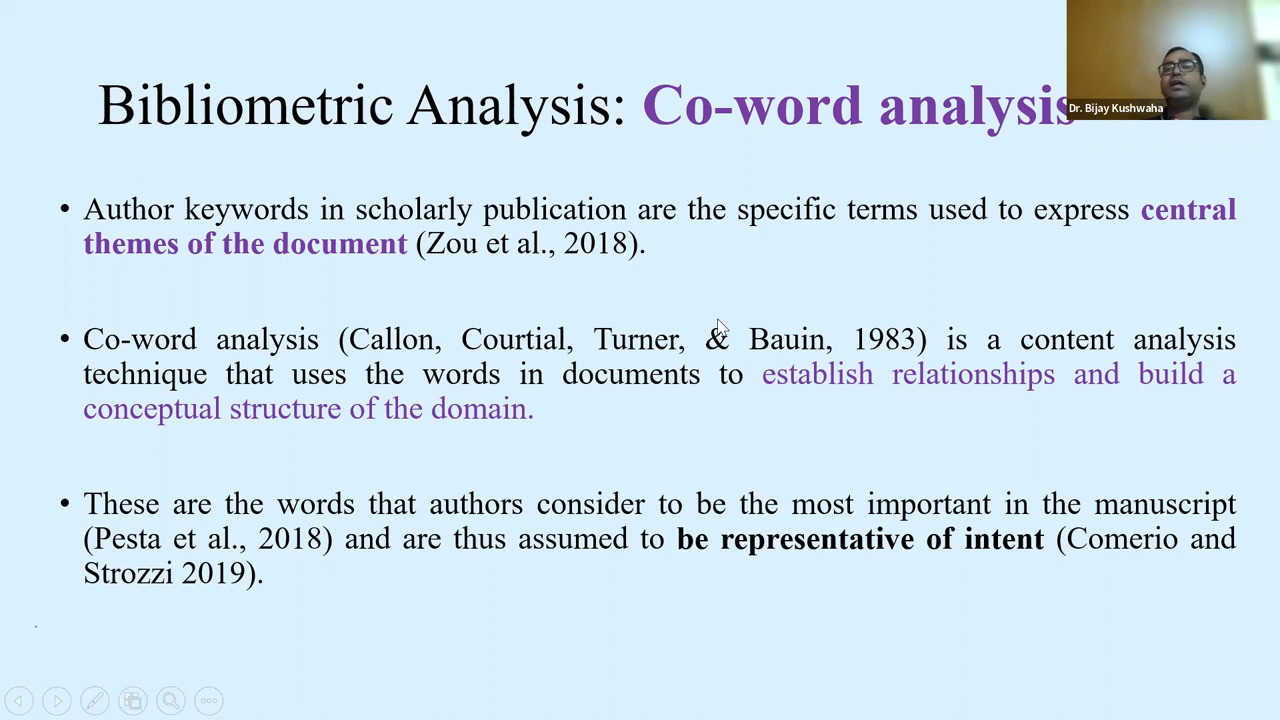 Bibliometric Analysis: Co-word analysis
Dr. Bijay Kushwaha
• Author keywords in scholarly publication are the specific terms used to express central
themes of the document (Zou et al., 2018).
• Co-word analysis (Callon, Courtial, Turner, & Bauin, 1983) is a content analysis
technique that uses the words in documents to establish relationships and build a
conceptual structure of the domain.
• These are the words that authors consider to be the most important in the manuscript
(Pesta et al., 2018) and are thus assumed to be representative of intent (Comerio and
Strozzi 2019).